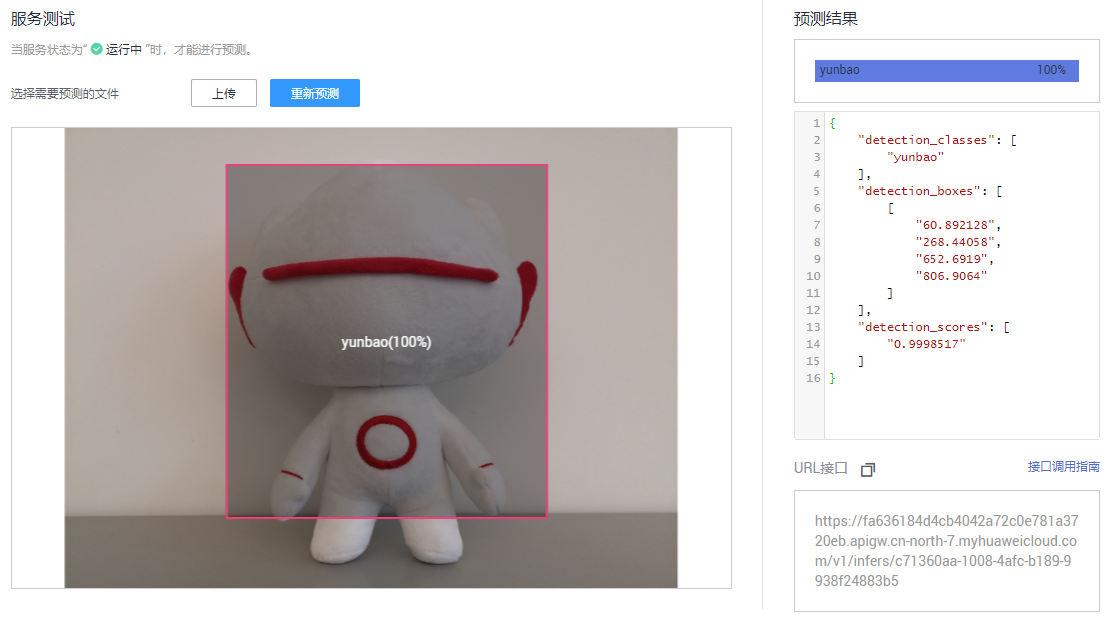 服务测试
当服务状态为“ 运行中 ”时，才能进行预测。
选择需要预测的文件
上传
重新预测
yunbao(100%)
预测结果
yunbao 100%
1 {
2 "detection_classes": [
3 "yunbao"
4 ],
5 "detection_boxes": [
6 [
7 "60.892128",
8 "268.44058",
9 "652.6919",
10 "806.9064"
11 ]
12 ],
13 "detection_scores": [
14 "0.9998517"
15 ]
16 }
URL接口
接口调用指南
https://fa636184d4cb4042a72c0e781a37
20eb.apigw.cn-north-7.myhuaweicloud.co
m/v1/infers/c71360aa-1008-4afc-b189-9
938f24883b5